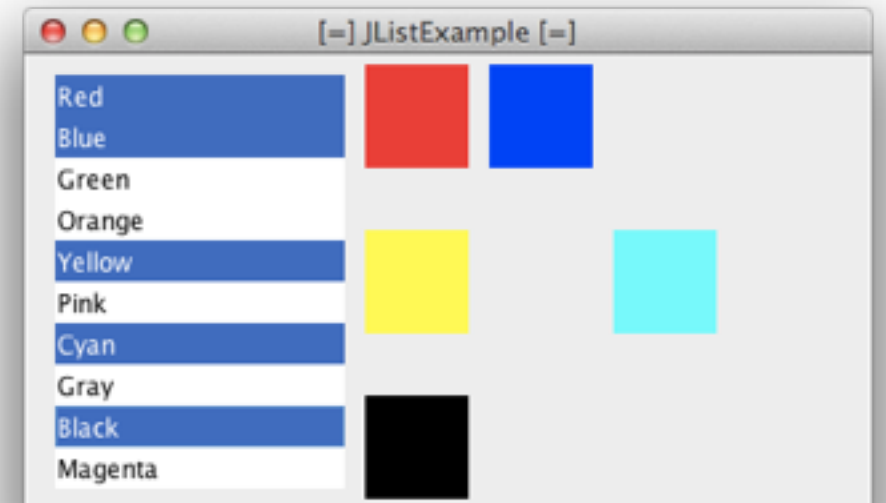 [=] JListExample [=]
Red
Blue
Green
Orange
Yellow
Pink
Cyan
Gray
Black
Magenta